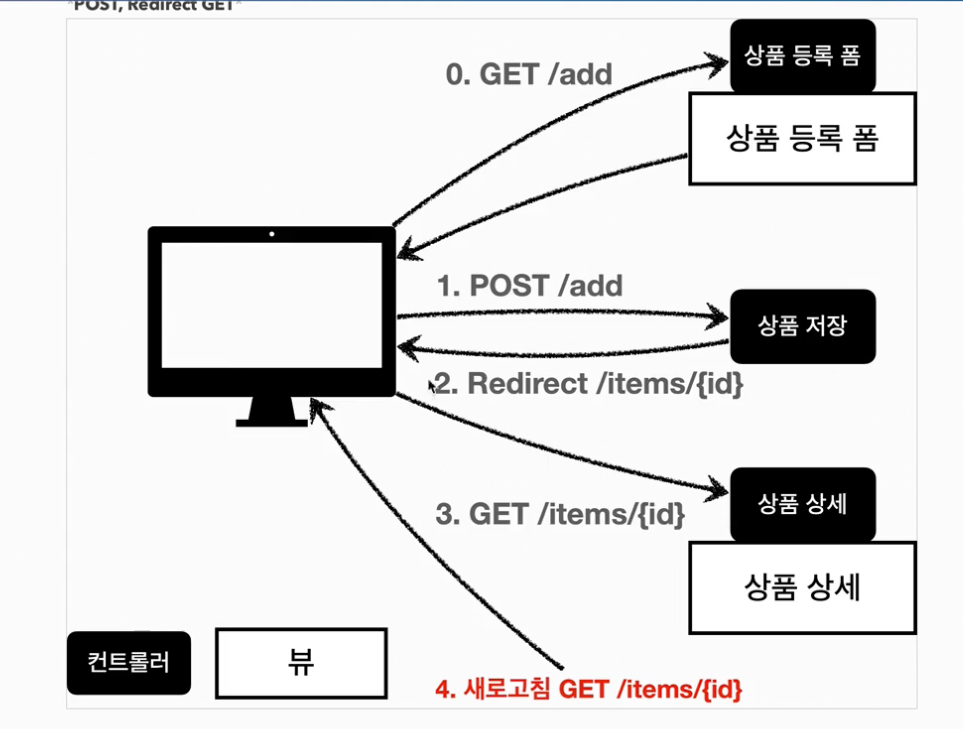 "POST, Redirect GET"
상품 등록 폼
0. GET /add
상품 등록 폼
1. POST /add
상품 저장
2. Redirect /items/{id}
상품 상세
3. GET /items/{id}
상품 상세
컨트롤러
뷰
4. 새로고침 GET /items/{id}